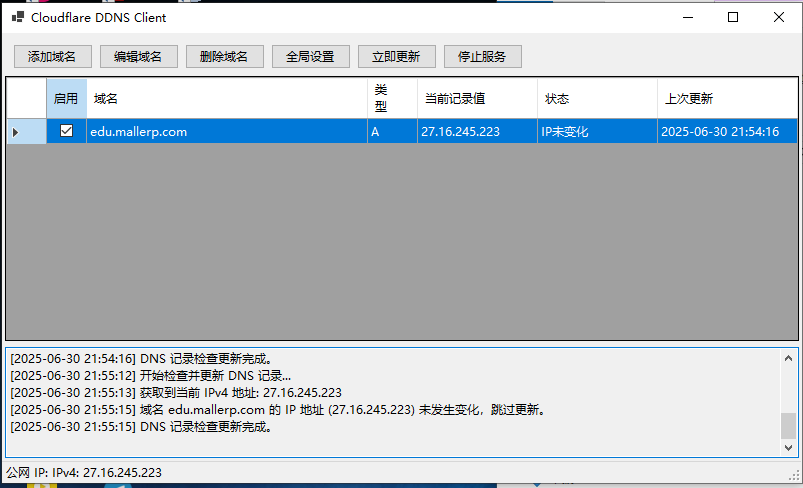 Cloudflare DDNS Client
添加域名 编辑域名 删除域名 全局设置 立即更新 停止服务
启用 域名 类型 当前记录值 状态 上次更新
edu.mallerp.com A 27.16.245.223 IP未变化 2025-06-30 21:54:16
[2025-06-30 21:54:16] DNS 记录检查更新完成。
[2025-06-30 21:55:12] 开始检查并更新 DNS 记录...
[2025-06-30 21:55:13] 获取到当前 IPv4 地址: 27.16.245.223
[2025-06-30 21:55:15] 域名 edu.mallerp.com 的 IP 地址 (27.16.245.223) 未发生变化，跳过更新。
[2025-06-30 21:55:15] DNS 记录检查更新完成。
公网 IP: IPv4: 27.16.245.223